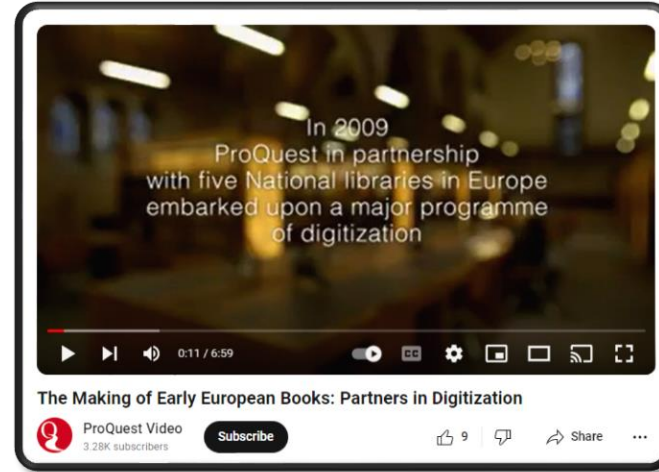 In 2009
ProQuest in partnership
with five National libraries in Europe
embarked upon a major programme
of digitization
0:11 / 6:59
CC
The Making of Early European Books: Partners in Digitization
ProQuest Video
3.28K subscribers
Subscribe
9
Share